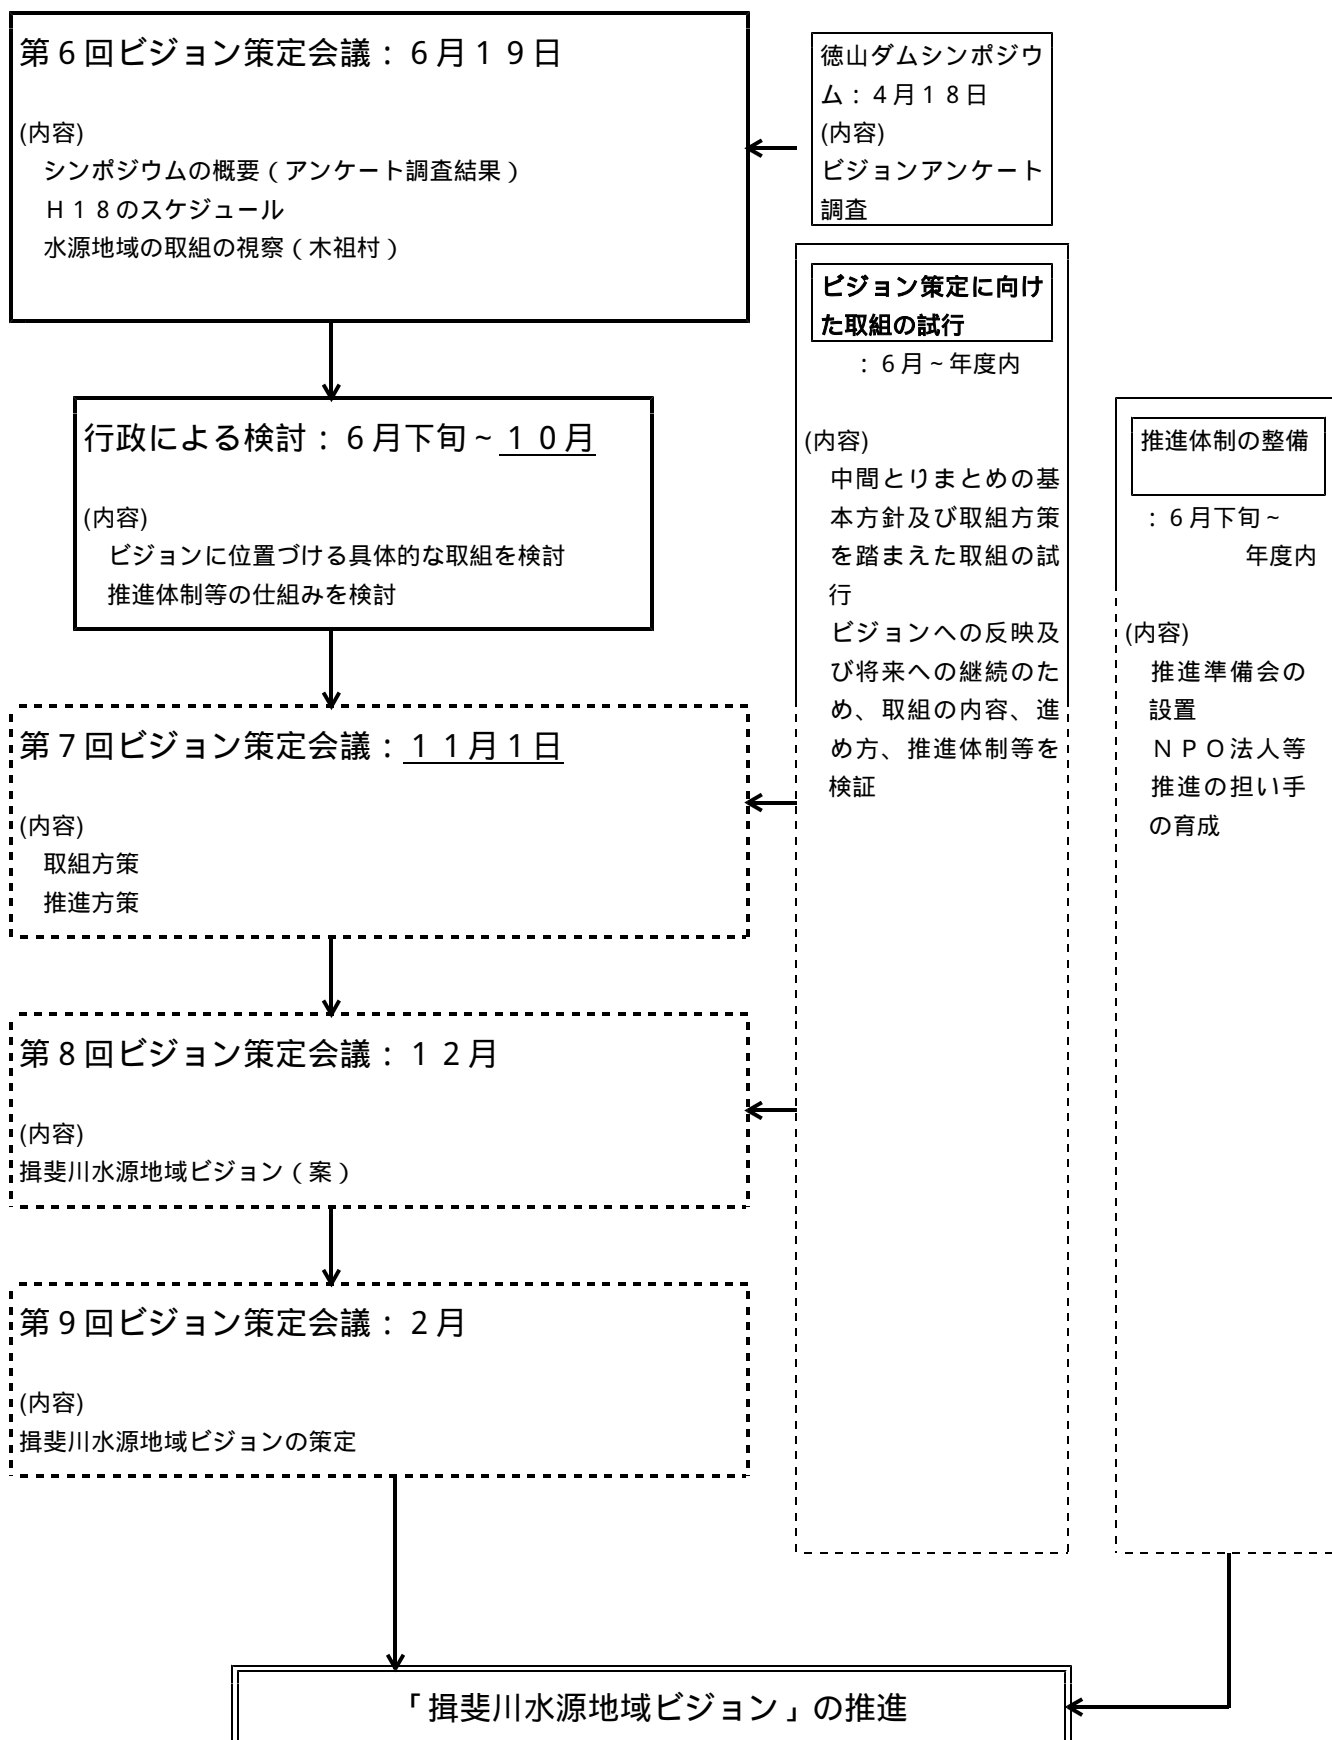 第６回ビジョン策定会議：６月１９日
(内容)
シンポジウムの概要（アンケート調査結果）
Ｈ１８のスケジュール
水源地域の取組の視察（木祖村）
徳山ダムシンポジウ
ム：４月１８日
(内容)
ビジョンアンケート
調査
行政による検討：６月下旬~１０月
(内容)
ビジョンに位置づける具体的な取組を検討
推進体制等の仕組みを検討
第７回ビジョン策定会議：１１月１日
(内容)
取組方策
推進方策
第８回ビジョン策定会議：１２月
(内容)
揖斐川水源地域ビジョン（案）
第９回ビジョン策定会議：２月
(内容)
揖斐川水源地域ビジョンの策定
ビジョン策定に向け
た取組の試行
：６月~年度内
(内容)
中間とりまとめの基
本方針及び取組方策
を踏まえた取組の試
行
ビジョンへの反映及
び将来への継続のた
め、取組の内容、進
め方、推進体制等を
検証
推進体制の整備
：６月下旬~
年度内
(内容)
推進準備会の
設置
ＮＰＯ法人等
推進の担い手
の育成
「揖斐川水源地域ビジョン」の推進